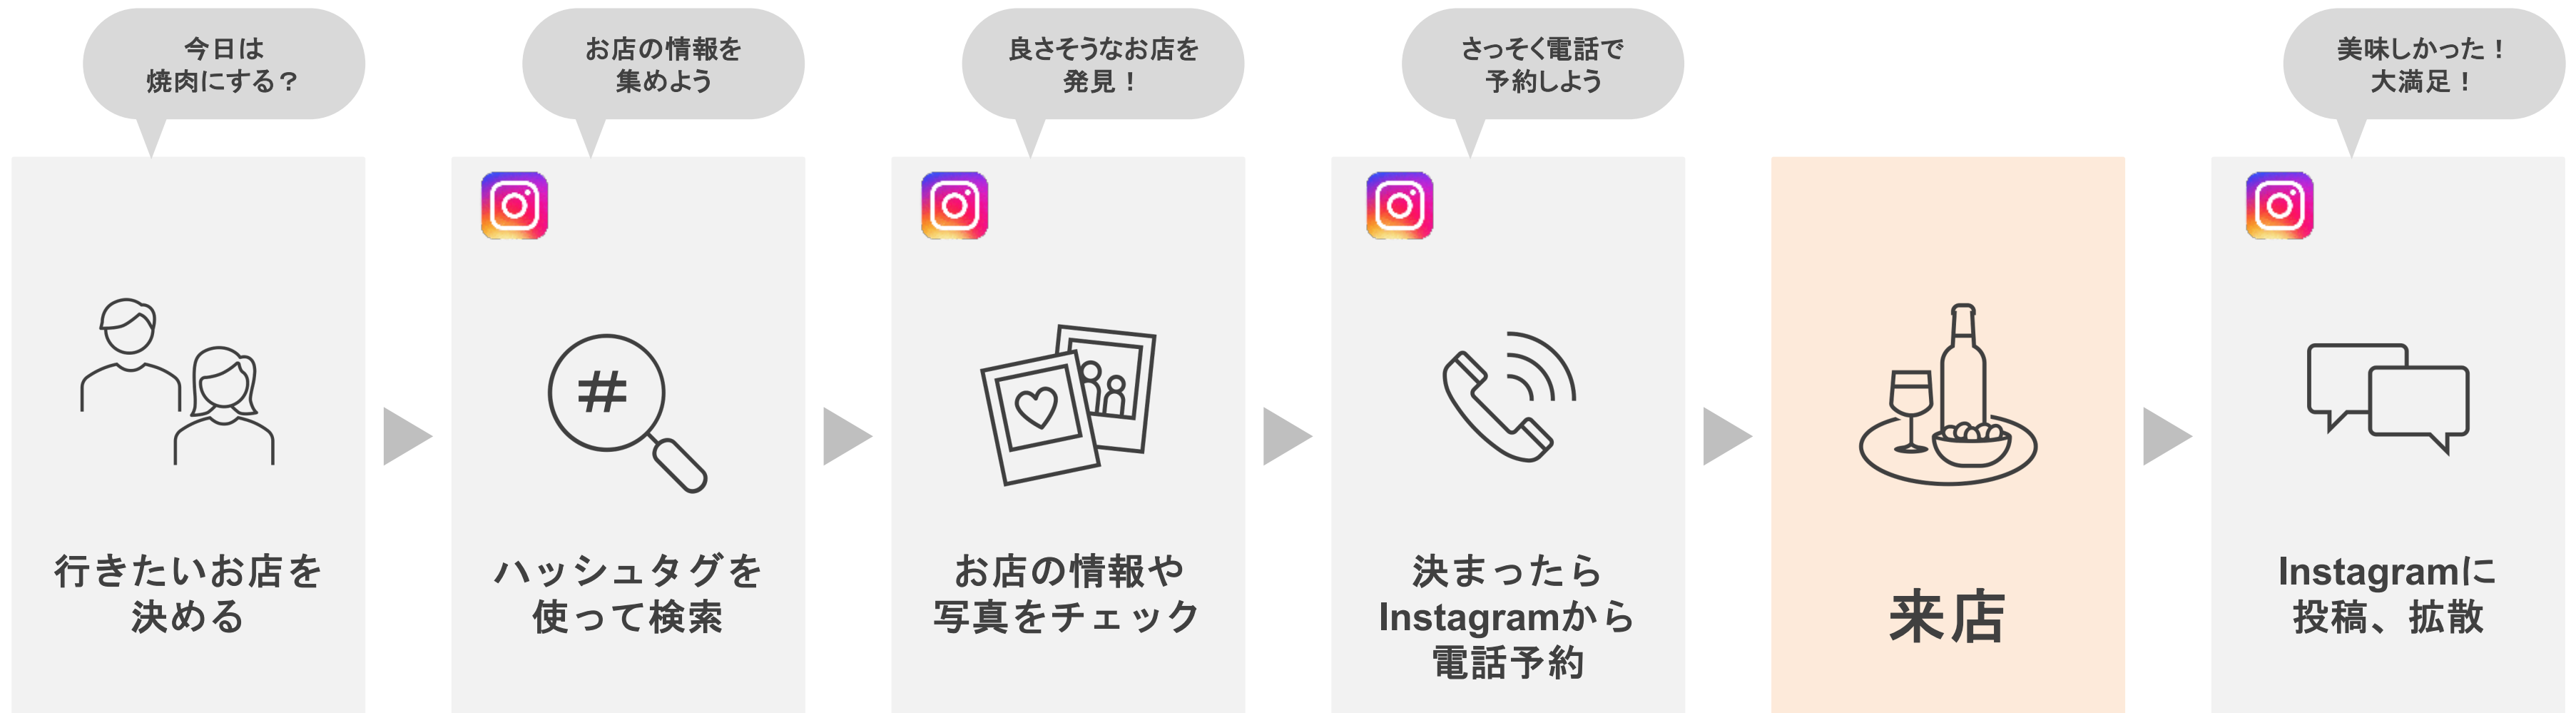 今日は
焼肉にする？
お店の情報を
集めよう
良さそうなお店を
発見！
さっそく電話で
予約しよう
美味しかった！
大満足！
#
行きたいお店を
決める
ハッシュタグを
使って検索
お店の情報や
写真をチェック
決まったら
Instagramから
電話予約
来店
Instagramに
投稿、拡散